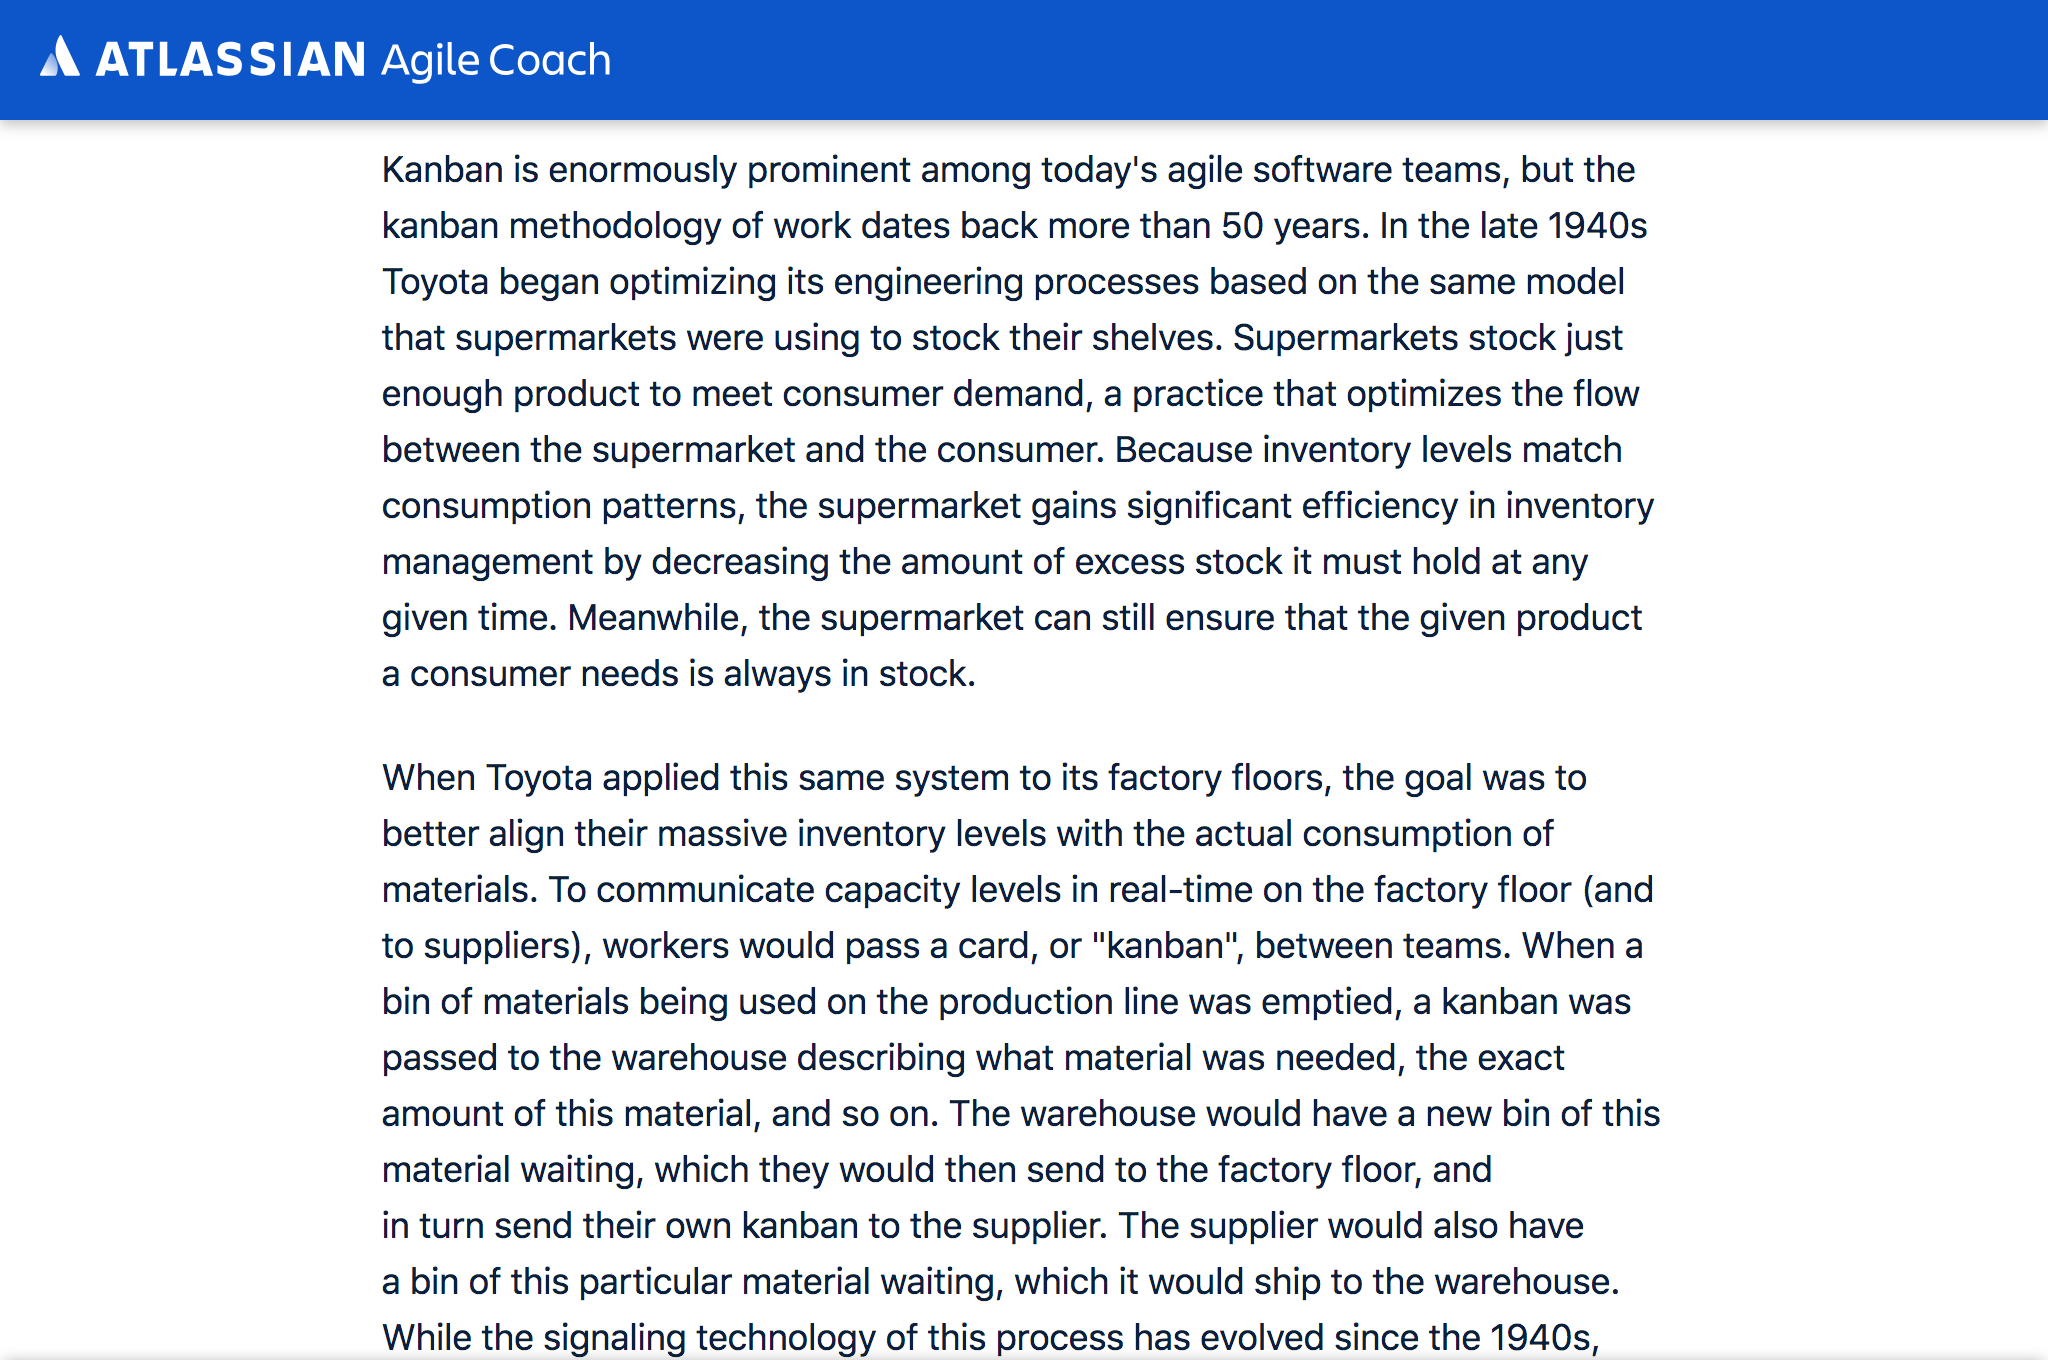 ATLASSIAN Agile Coach
Kanban is enormously prominent among today's agile software teams, but the
kanban methodology of work dates back more than 50 years. In the late 1940s
Toyota began optimizing its engineering processes based on the same model
that supermarkets were using to stock their shelves. Supermarkets stock just
enough product to meet consumer demand, a practice that optimizes the flow
between the supermarket and the consumer. Because inventory levels match
consumption patterns, the supermarket gains significant efficiency in inventory
management by decreasing the amount of excess stock it must hold at any
given time. Meanwhile, the supermarket can still ensure that the given product
a consumer needs is always in stock.
When Toyota applied this same system to its factory floors, the goal was to
better align their massive inventory levels with the actual consumption of
materials. To communicate capacity levels in real-time on the factory floor (and
to suppliers), workers would pass a card, or "kanban", between teams. When a
bin of materials being used on the production line was emptied, a kanban was
passed to the warehouse describing what material was needed, the exact
amount of this material, and so on. The warehouse would have a new bin of this
material waiting, which they would then send to the factory floor, and
in turn send their own kanban to the supplier. The supplier would also have
a bin of this particular material waiting, which it would ship to the warehouse.
While the signaling technology of this process has evolved since the 1940s,